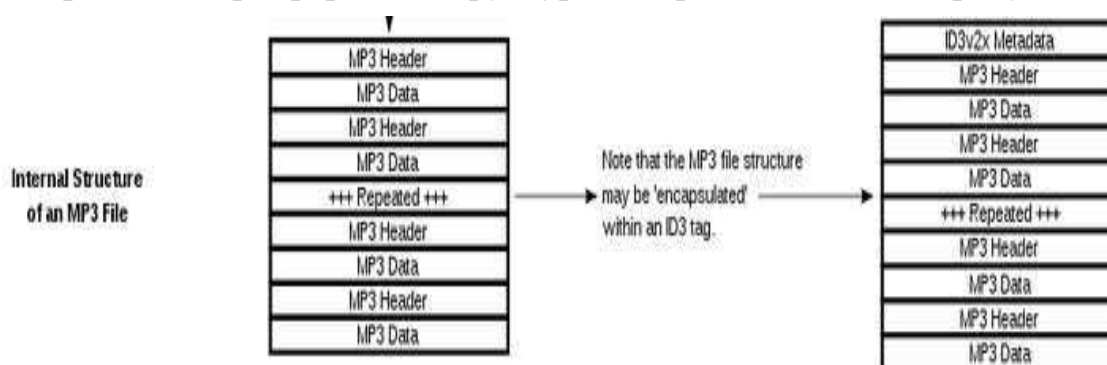 Internal Structure
of an MP3 File
MP3 Header
MP3 Data
MP3 Header
MP3 Data
+++ Repeated +++
MP3 Header
MP3 Data
MP3 Header
MP3 Data
Note that the MP3 file structure
may be 'encapsulated'
within an ID3 tag.
ID3v2x Metadata
MP3 Header
MP3 Data
MP3 Header
MP3 Data
+++ Repeated +++
MP3 Header
MP3 Data
MP3 Header
MP3 Data